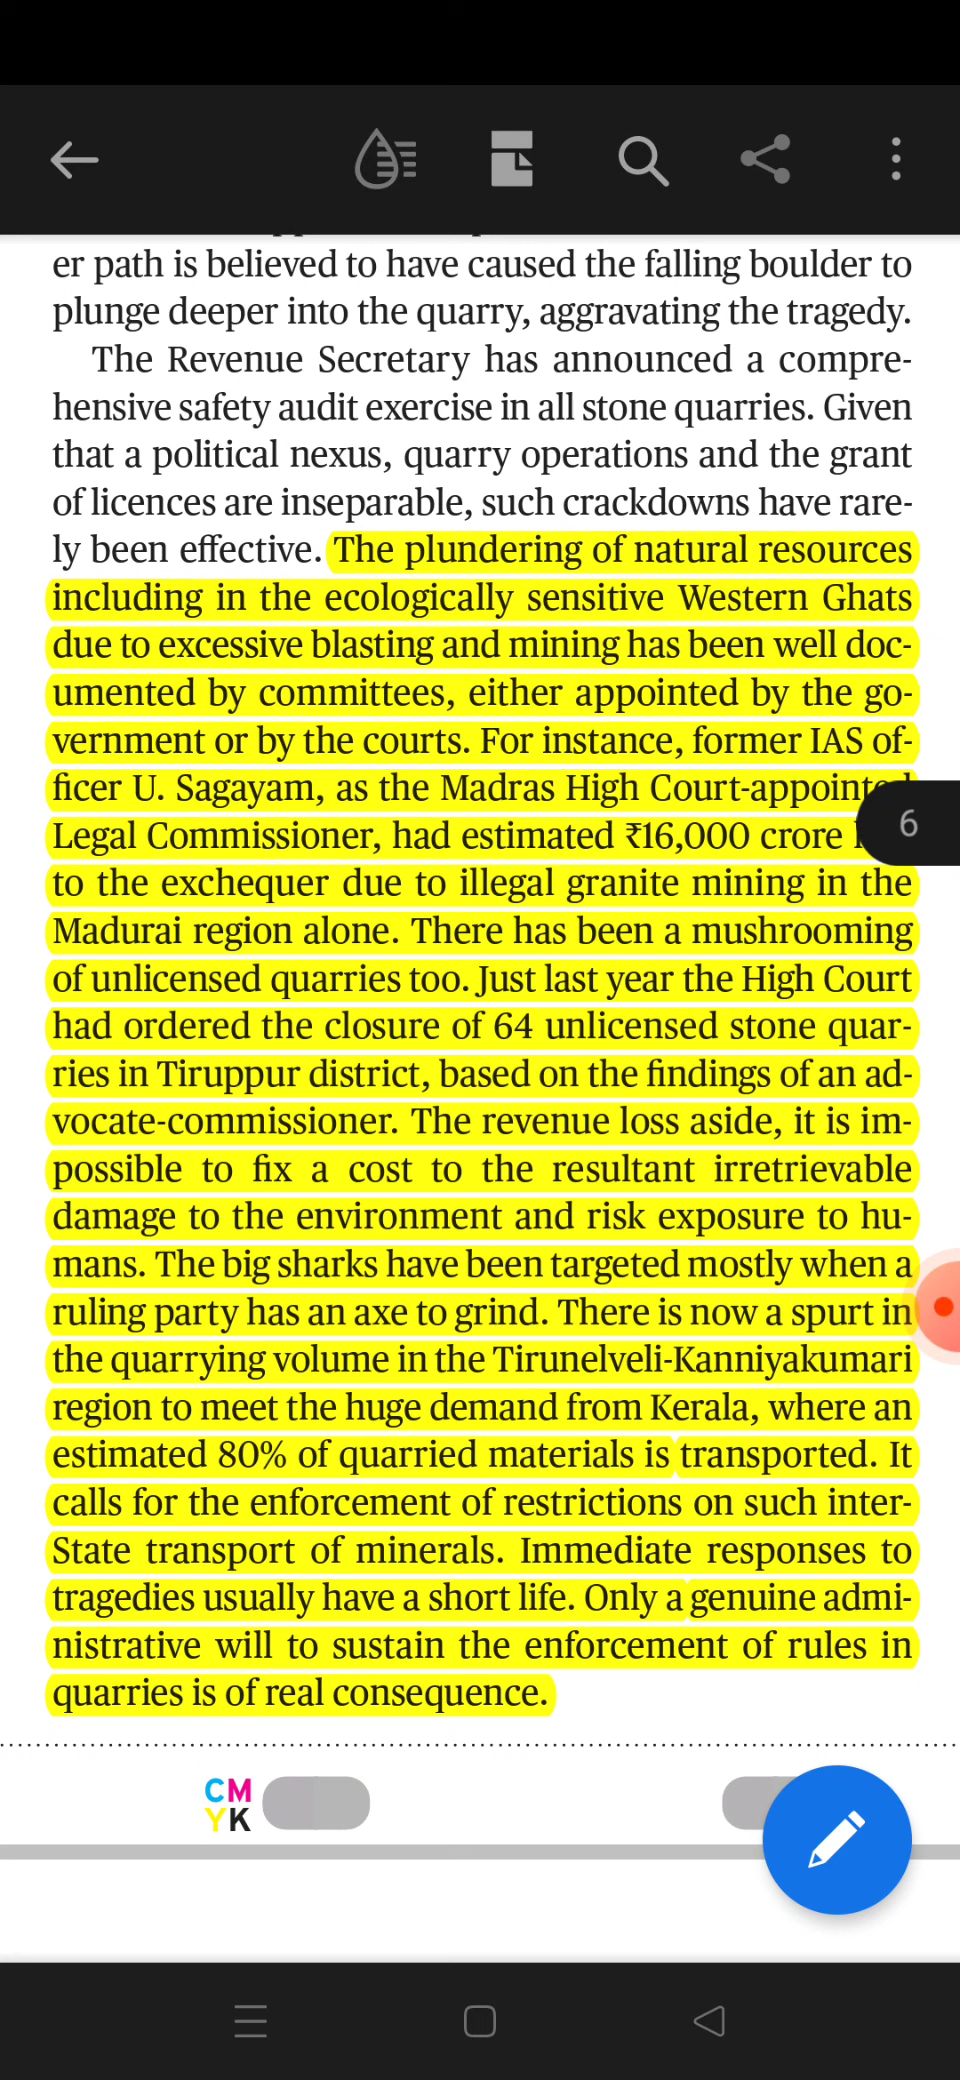 er path is believed to have caused the falling boulder to
plunge deeper into the quarry, aggravating the tragedy.
The Revenue Secretary has announced a compre-
hensive safety audit exercise in all stone quarries. Given
that a political nexus, quarry operations and the grant
of licences are inseparable, such crackdowns have rare-
ly been effective. The plundering of natural resources
including in the ecologically sensitive Western Ghats
due to excessive blasting and mining has been well doc-
umented by committees, either appointed by the go-
vernment or by the courts. For instance, former IAS of-
ficer U. Sagayam, as the Madras High Court-appointed
Legal Commissioner, had estimated ₹16,000 crore
6
to the exchequer due to illegal granite mining in the
Madurai region alone. There has been a mushrooming
of unlicensed quarries too. Just last year the High Court
had ordered the closure of 64 unlicensed stone quar-
ries in Tiruppur district, based on the findings of an ad-
vocate-commissioner. The revenue loss aside, it is im-
possible to fix a cost to the resultant irretrievable
damage to the environment and risk exposure to hu-
mans. The big sharks have been targeted mostly when a
ruling party has an axe to grind. There is now a spurt in
the quarrying volume in the Tirunelveli-Kanniyakumari
region to meet the huge demand from Kerala, where an
estimated 80% of quarried materials is transported. It
calls for the enforcement of restrictions on such inter-
State transport of minerals. Immediate responses to
tragedies usually have a short life. Only a genuine admi-
nistrative will to sustain the enforcement of rules in
quarries is of real consequence.
CM
YK